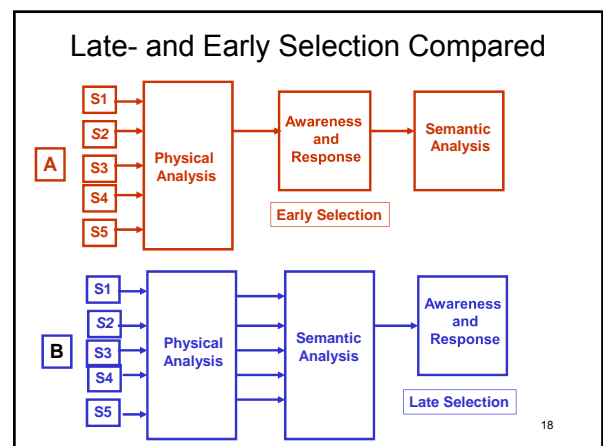 Late- and Early Selection Compared
A
S1
S2
S3
S4
S5
Physical
Analysis
Awareness
and
Response
Semantic
Analysis
Early Selection
B
S1
S2
S3
S4
S5
Physical
Analysis
Semantic
Analysis
Awareness
and
Response
Late Selection
18